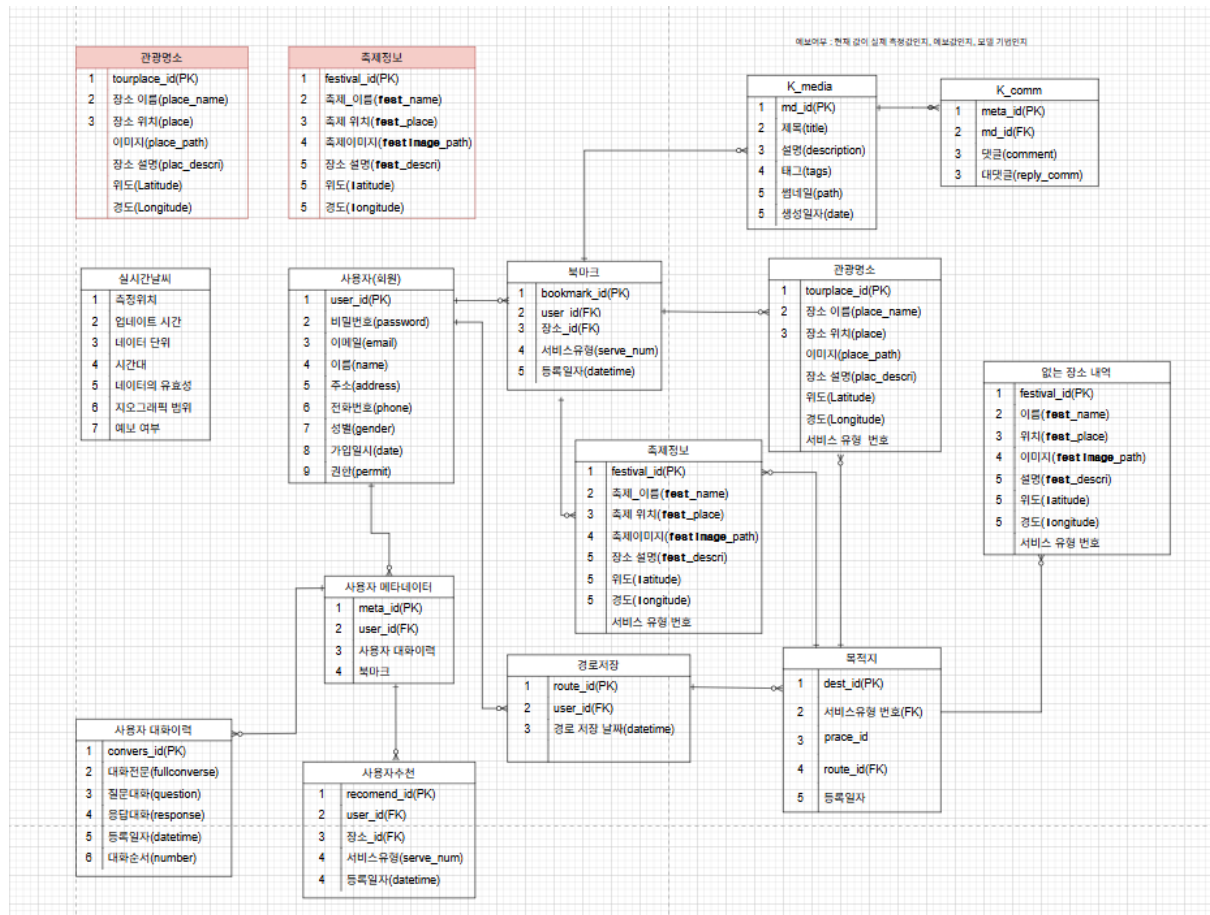 예보여부 : 현재 값이 실제 측정값인지, 예보값인지, 모델 기법인지
관광명소
1 tourplace_id(PK)
2 장소 이름(place_name)
3 장소 위치(place)
이미지(place_path)
장소 설명(plac_descri)
위도(Latitude)
경도(Longitude)
축제정보
1 festival_id(PK)
2 축제_이름(fest_name)
3 축제 위치(fest_place)
4 축제이미지(festimage_path)
5 장소 설명(fest_descri)
5 위도(latitude)
5 경도(longitude)
K_media
1 md_id(PK)
2 제목(title)
3 설명(description)
4 태그(tags)
5 썸네일(path)
5 생성일자(date)
K_comm
1 meta_id(PK)
2 md_id(FK)
3 댓글(comment)
3 대댓글(reply_comm)
실시간날씨
1 측정위치
2 업데이트 시간
3 데이터 단위
4 시간대
5 데이터의 유효성
6 지오그래픽 범위
7 예보 여부
사용자(회원)
1 user_id(PK)
2 비밀번호(password)
3 이메일(email)
4 이름(name)
5 주소(address)
6 전화번호(phone)
7 성별(gender)
8 가입일시(date)
9 권한(permit)
북마크
1 bookmark_id(PK)
2 user_id(FK)
3 장소_id(FK)
4 서비스유형(serve_num)
5 등록일자(datetime)
관광명소
1 tourplace_id(PK)
2 장소 이름(place_name)
3 장소 위치(place)
이미지(place_path)
장소 설명(plac_descri)
위도(Latitude)
경도(Longitude)
서비스 유형 번호
없는 장소 내역
1 festival_id(PK)
2 이름(fest_name)
3 위치(fest_place)
4 이미지(festimage_path)
5 설명(fest_descri)
5 위도(latitude)
5 경도(longitude)
서비스 유형 번호
축제정보
1 festival_id(PK)
2 축제_이름(fest_name)
3 축제 위치(fest_place)
4 축제이미지(festimage_path)
5 장소 설명(fest_descri)
5 위도(latitude)
5 경도(longitude)
서비스 유형 번호
사용자 메타데이터
1 meta_id(PK)
2 user_id(FK)
3 사용자 대화이력
4 북마크
경로저장
1 route_id(PK)
2 user_id(FK)
3 경로 저장 날짜(datetime)
목적지
1 dest_id(PK)
2 서비스유형 번호(FK)
3 prace_id
4 route_id(FK)
5 등록일자
사용자 대화이력
1 convers_id(PK)
2 대화전문(fullconverse)
3 질문대화(question)
4 응답대화(response)
5 등록일자(datetime)
6 대화순서(number)
사용자추천
1 recomend_id(PK)
2 user_id(FK)
3 장소_id(FK)
4 서비스유형(serve_num)
4 등록일자(datetime)